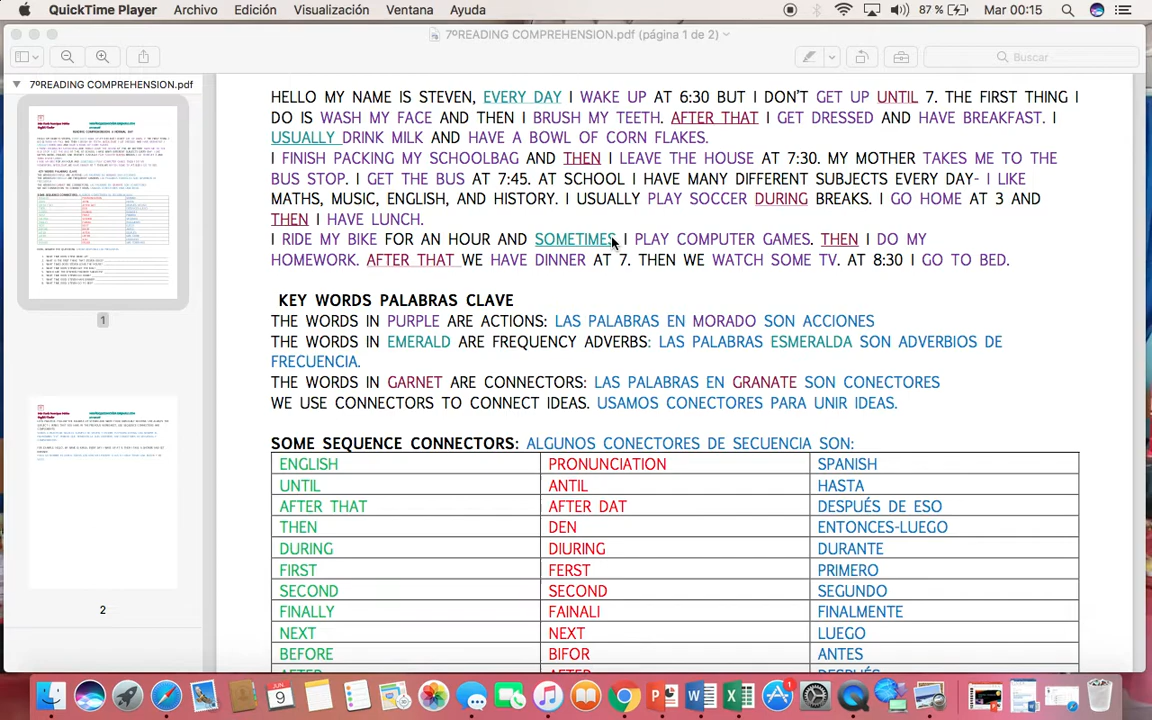 QuickTime Player Archivo Edición Visualización Ventana Ayuda 87 % Mar 00:15
7ºREADING COMPREHENSION.pdf (página 1 de 2)
Buscar
7ºREADING COMPREHENSION.pdf
1
2
HELLO MY NAME IS STEVEN, EVERY DAY I WAKE UP AT 6:30 BUT I DON'T GET UP UNTIL 7. THE FIRST THING I
DO IS WASH MY FACE AND THEN I BRUSH MY TEETH. AFTER THAT I GET DRESSED AND HAVE BREAKFAST. I
USUALLY DRINK MILK AND HAVE A BOWL OF CORN FLAKES.
I FINISH PACKING MY SCHOOLBAG AND THEN I LEAVE THE HOUSE AT 7:30. MY MOTHER TAKES ME TO THE
BUS STOP. I GET THE BUS AT 7:45. AT SCHOOL I HAVE MANY DIFERENT SUBJECTS EVERY DAY- I LIKE
MATHS, MUSIC, ENGLISH, AND HISTORY. I USUALLY PLAY SOCCER DURING BREAKS. I GO HOME AT 3 AND
THEN I HAVE LUNCH.
I RIDE MY BIKE FOR AN HOUR AND SOMETIMES I PLAY COMPUTER GAMES. THEN I DO MY
HOMEWORK. AFTER THAT WE HAVE DINNER AT 7. THEN WE WATCH SOME TV. AT 8:30 I GO TO BED.
KEY WORDS PALABRAS CLAVE
THE WORDS IN PURPLE ARE ACTIONS: LAS PALABRAS EN MORADO SON ACCIONES
THE WORDS IN EMERALD ARE FREQUENCY ADVERBS: LAS PALABRAS ESMERALDA SON ADVERBIOS DE
FRECUENCIA.
THE WORDS IN GARNET ARE CONNECTORS: LAS PALABRAS EN GRANATE SON CONECTORES
WE USE CONNECTORS TO CONNECT IDEAS. USAMOS CONECTORES PARA UNIR IDEAS.
SOME SEQUENCE CONNECTORS: ALGUNOS CONECTORES DE SECUENCIA SON:
ENGLISH PRONUNCIATION SPANISH
UNTIL ANTIL HASTA
AFTER THAT AFTER DAT DESPUÉS DE ESO
THEN DEN ENTONCES-LUEGO
DURING DIURING DURANTE
FIRST FERST PRIMERO
SECOND SECOND SEGUNDO
FINALLY FAINALI FINALMENTE
NEXT NEXT LUEGO
BEFORE BIFOR ANTES
AFTER AFTER DESPUÉS
JUN
9
1